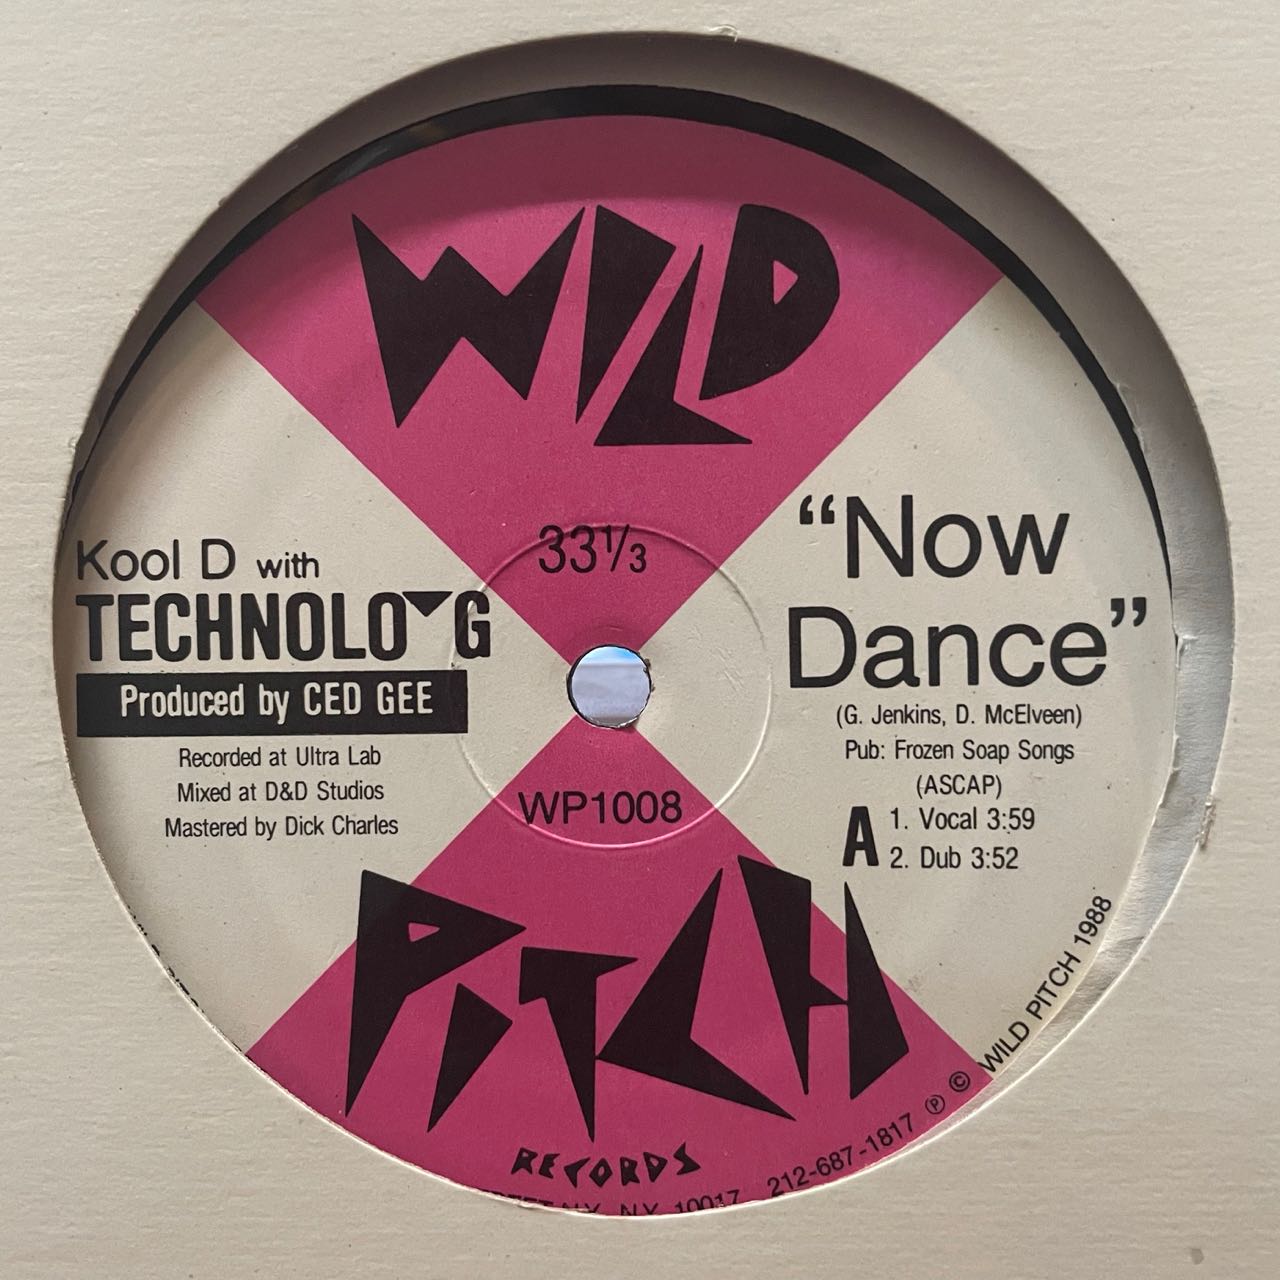 WILD
33⅓
Kool D with
TECHNOLO▼G
Produced by CED GEE
Recorded at Ultra Lab
Mixed at D&D Studios
Mastered by Dick Charles
“Now
Dance”
(G. Jenkins, D. McElveen)
Pub: Frozen Soap Songs
(ASCAP)
A 1. Vocal 3:59
2. Dub 3:52
WP1008
PITCH
RECORDS
N.Y., N.Y. 10017 212-687-1817 Ⓟ © WILD PITCH 1988